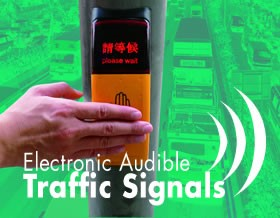 請等候
please wait
Electronic Audible
Traffic Signals